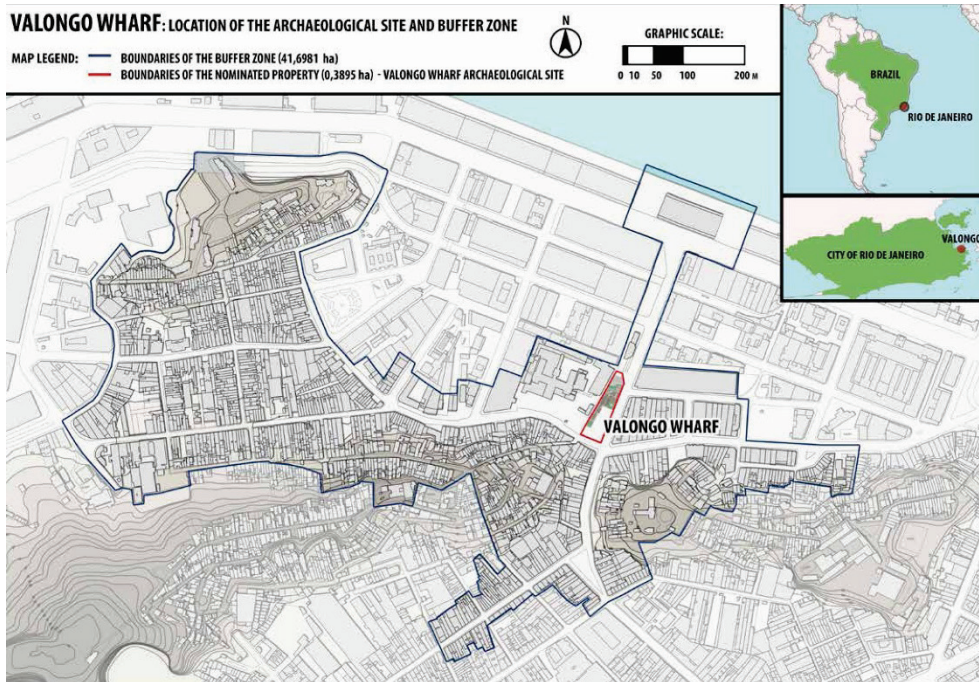 VALONGO WHARF: LOCATION OF THE ARCHAEOLOGICAL SITE AND BUFFER ZONE
MAP LEGEND:
BOUNDARIES OF THE BUFFER ZONE (41,6981 ha)
BOUNDARIES OF THE NOMINATED PROPERTY (0,3895 ha) - VALONGO WHARF ARCHAEOLOGICAL SITE
N
GRAPHIC SCALE:
0 10 50 100 200 M
BRAZIL
RIO DE JANEIRO
VALONGO
CITY OF RIO DE JANEIRO
VALONGO WHARF